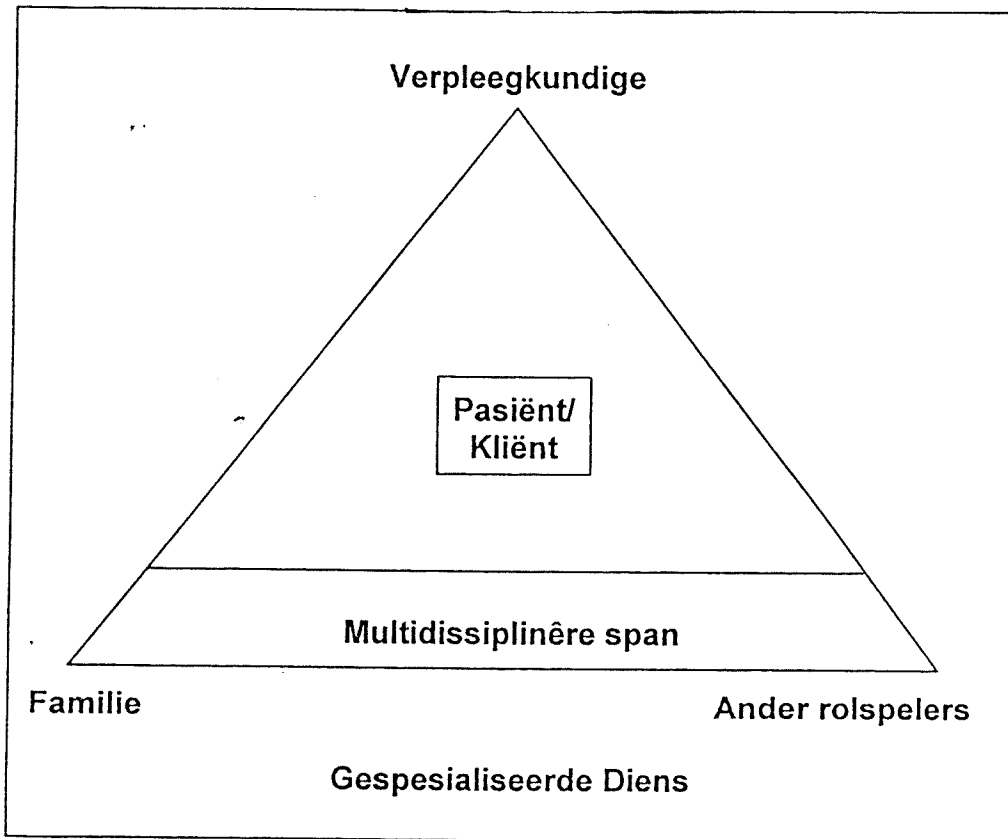 Verpleegkundige
Pasiënt/
Kliënt
Multidissiplinêre span
Familie
Ander rolspelers
Gespesialiseerde Diens